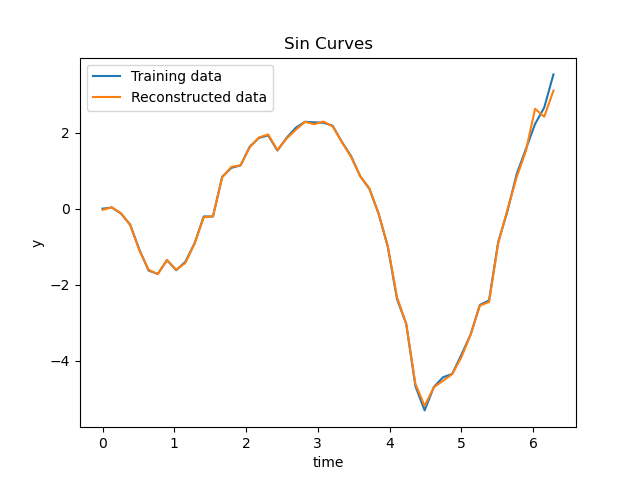 Sin Curves
Training data
Reconstructed data
2
0
−2
−4
y
0 1 2 3 4 5 6
time